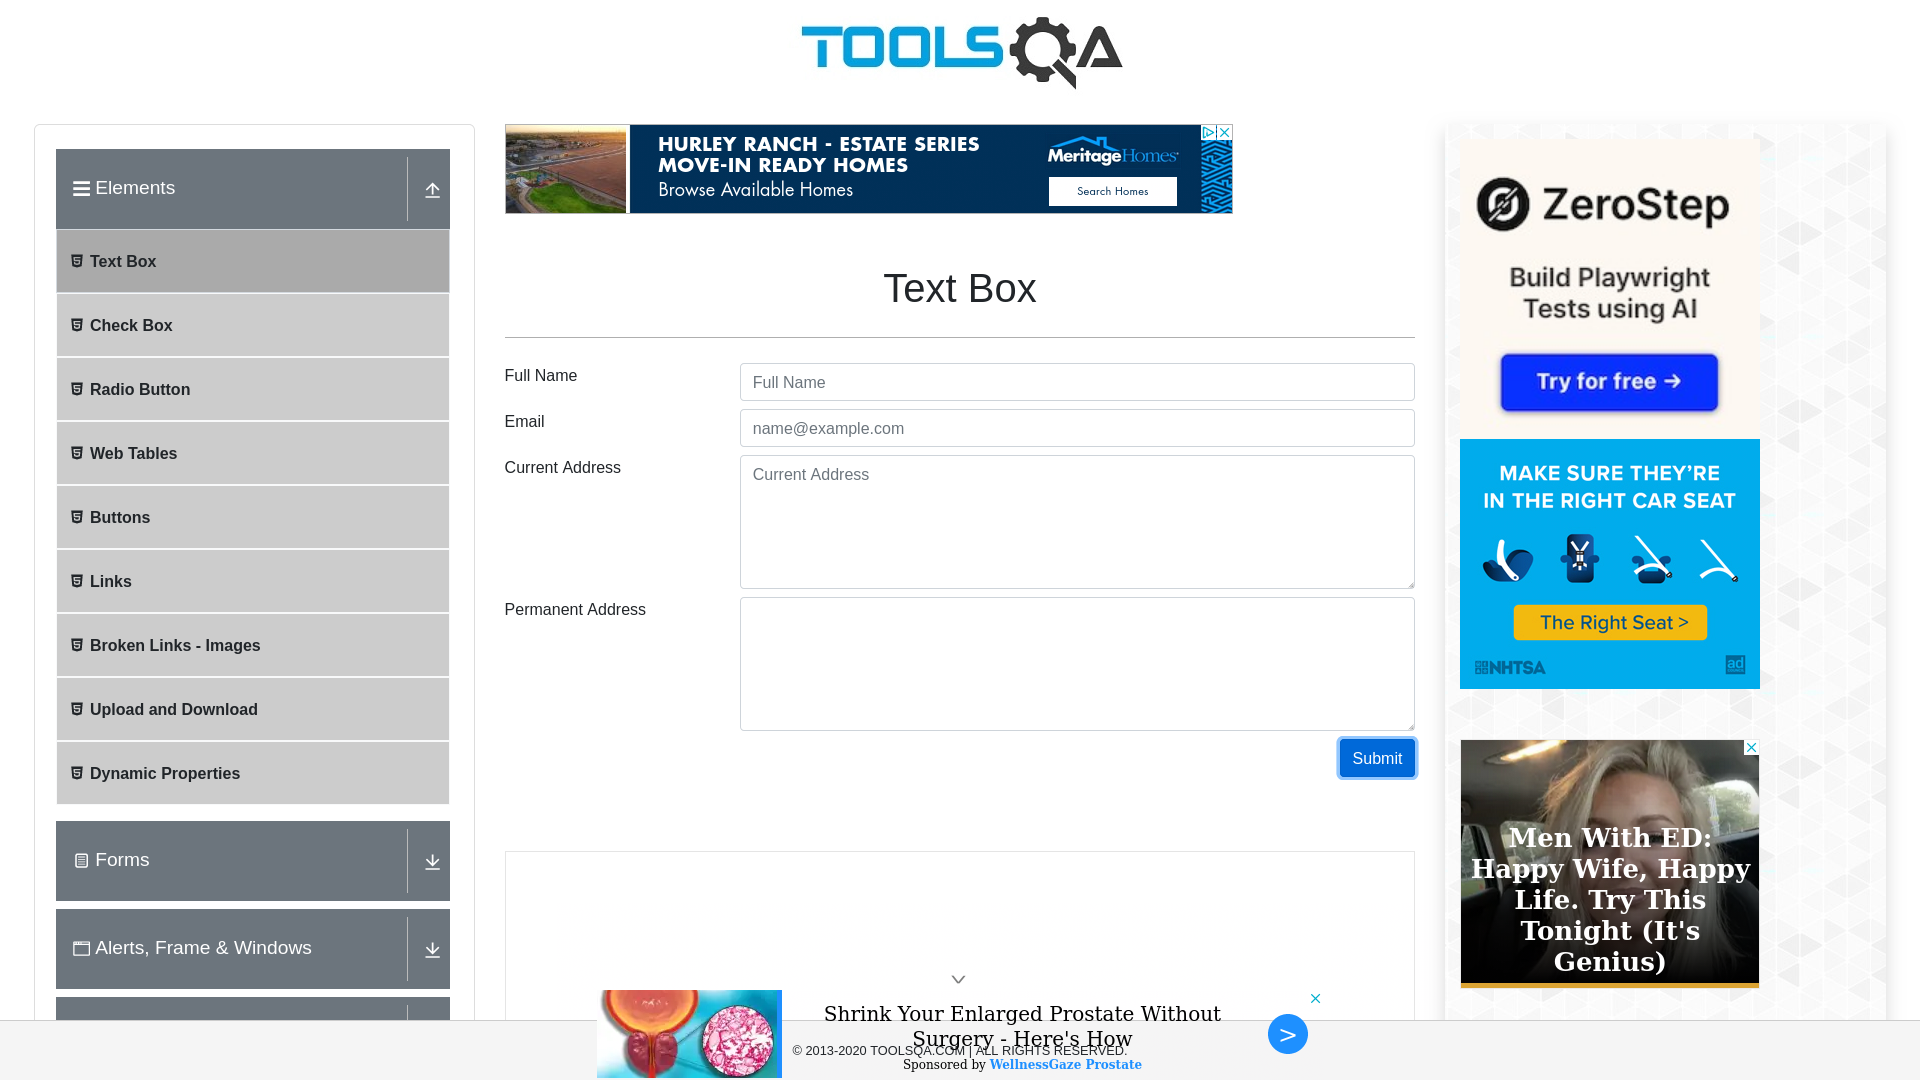 TOOLSQA
Elements
Text Box
Check Box
Radio Button
Web Tables
Buttons
Links
Broken Links - Images
Upload and Download
Dynamic Properties
Forms
Alerts, Frame & Windows
HURLEY RANCH - ESTATE SERIES
MOVE-IN READY HOMES
Browse Available Homes
MeritageHomes
Search Homes
Text Box
Full Name
Full Name
Email
name@example.com
Current Address
Current Address
Permanent Address
Submit
ZeroStep
Build Playwright
Tests using AI
Try for free →
MAKE SURE THEY'RE
IN THE RIGHT CAR SEAT
The Right Seat >
NHTSA
ad
Men With ED:
Happy Wife, Happy
Life. Try This
Tonight (It's
Genius)
Shrink Your Enlarged Prostate Without
Surgery - Here's How
© 2013-2020 TOOLSQA.COM | ALL RIGHTS RESERVED.
Sponsored by WellnessGaze Prostate